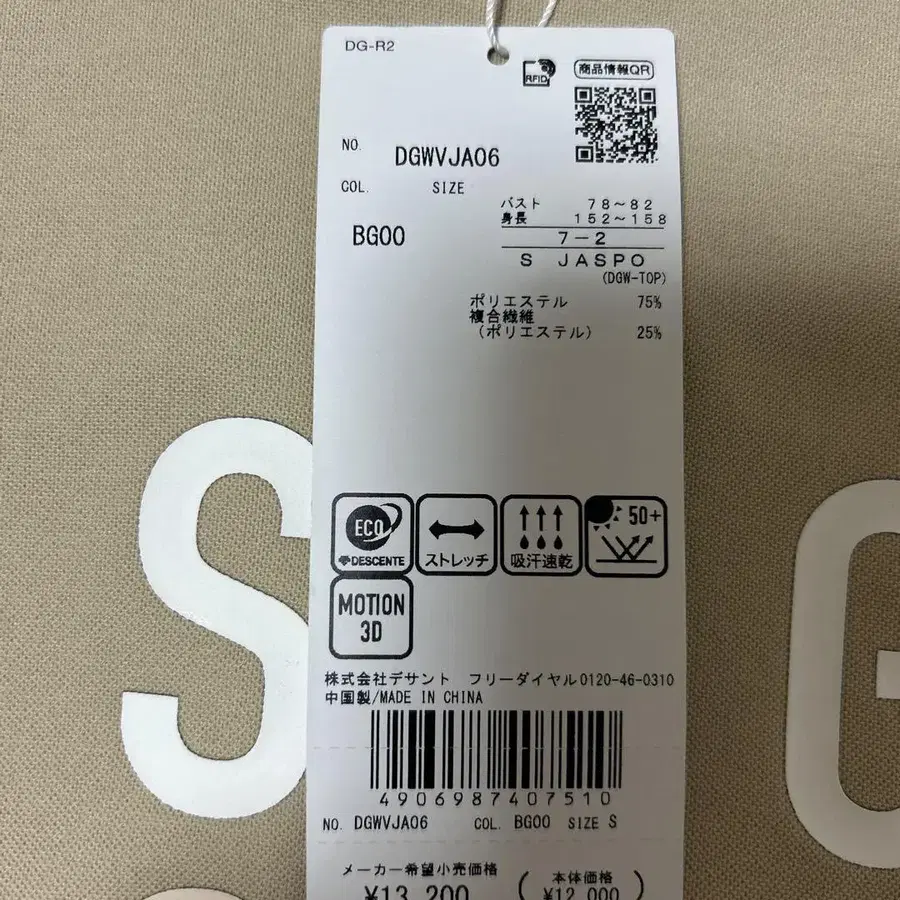 DG-R2
RFID
商品情報QR
NO.
DGWVJA06
COL.
SIZE
バスト 78~82
身長 152~158
BG00
7-2
S JASPO
(DGW-TOP)
ポリエステル 75%
複合繊維
(ポリエステル) 25%
ECO
DESCENTE
ストレッチ
吸汗速乾
50+
MOTION
3D
S
G
株式会社デサント フリーダイヤル0120-46-0310
中国製/MADE IN CHINA
4906987407510
NO. DGWVJA06 COL. BG00 SIZE S
メーカー希望小売価格
¥13,200
(本体価格
¥12,000)